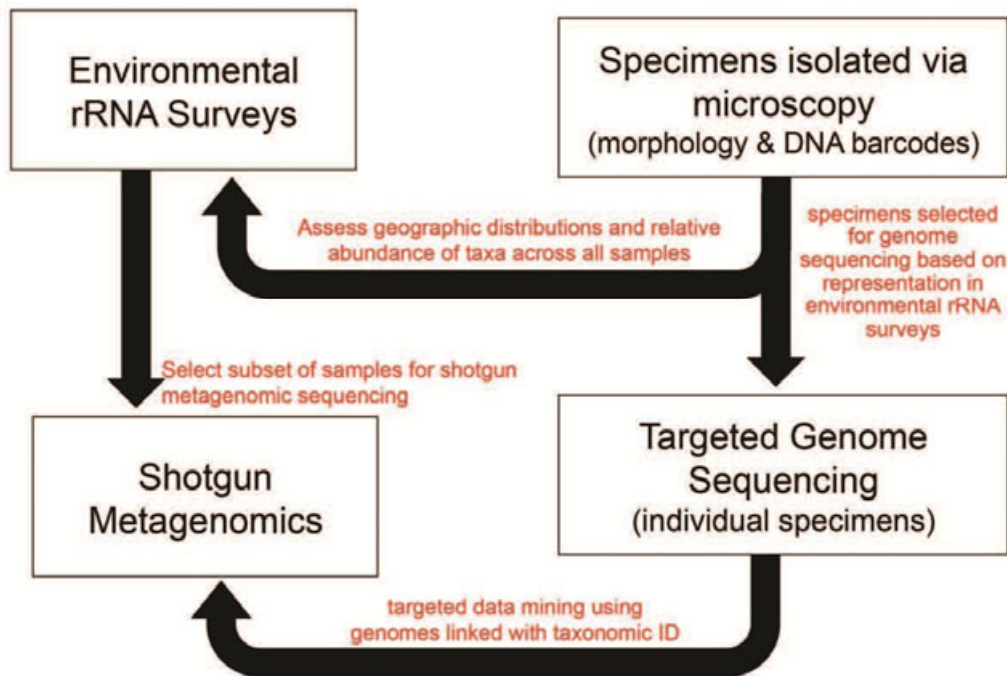 Environmental
rRNA Surveys
Specimens isolated via
microscopy
(morphology & DNA barcodes)
Assess geographic distributions and relative
abundance of taxa across all samples
specimens selected
for genome
sequencing based on
representation in
environmental rRNA
surveys
Select subset of samples for shotgun
metagenomic sequencing
Shotgun
Metagenomics
Targeted Genome
Sequencing
(individual specimens)
targeted data mining using
genomes linked with taxonomic ID